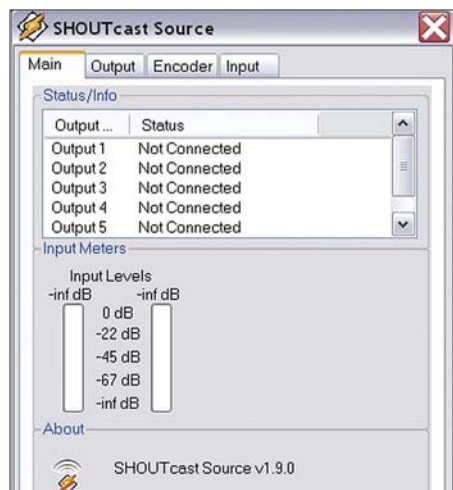 SHOUTcast Source
Main Output Encoder Input
Status/Info
Output ... Status
Output 1 Not Connected
Output 2 Not Connected
Output 3 Not Connected
Output 4 Not Connected
Output 5 Not Connected
Input Meters
Input Levels
-inf dB -inf dB
0 dB
-22 dB
-45 dB
-67 dB
-inf dB
About
SHOUTcast Source v1.9.0